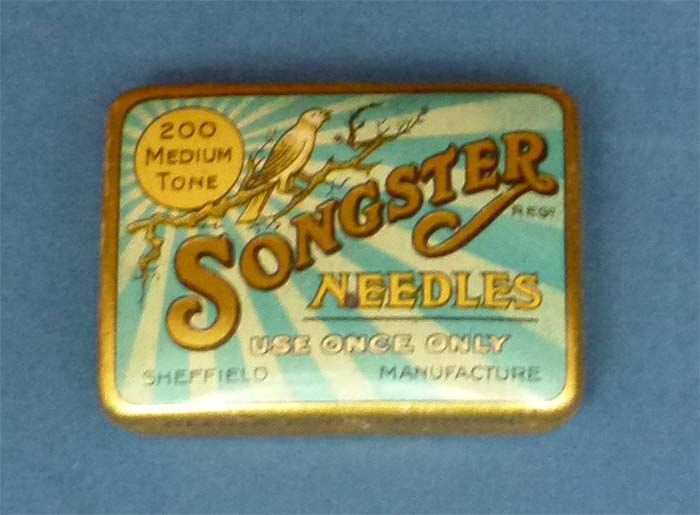 200
MEDIUM
TONE
SONGSTER
REGD
NEEDLES
USE ONCE ONLY
SHEFFIELD MANUFACTURE